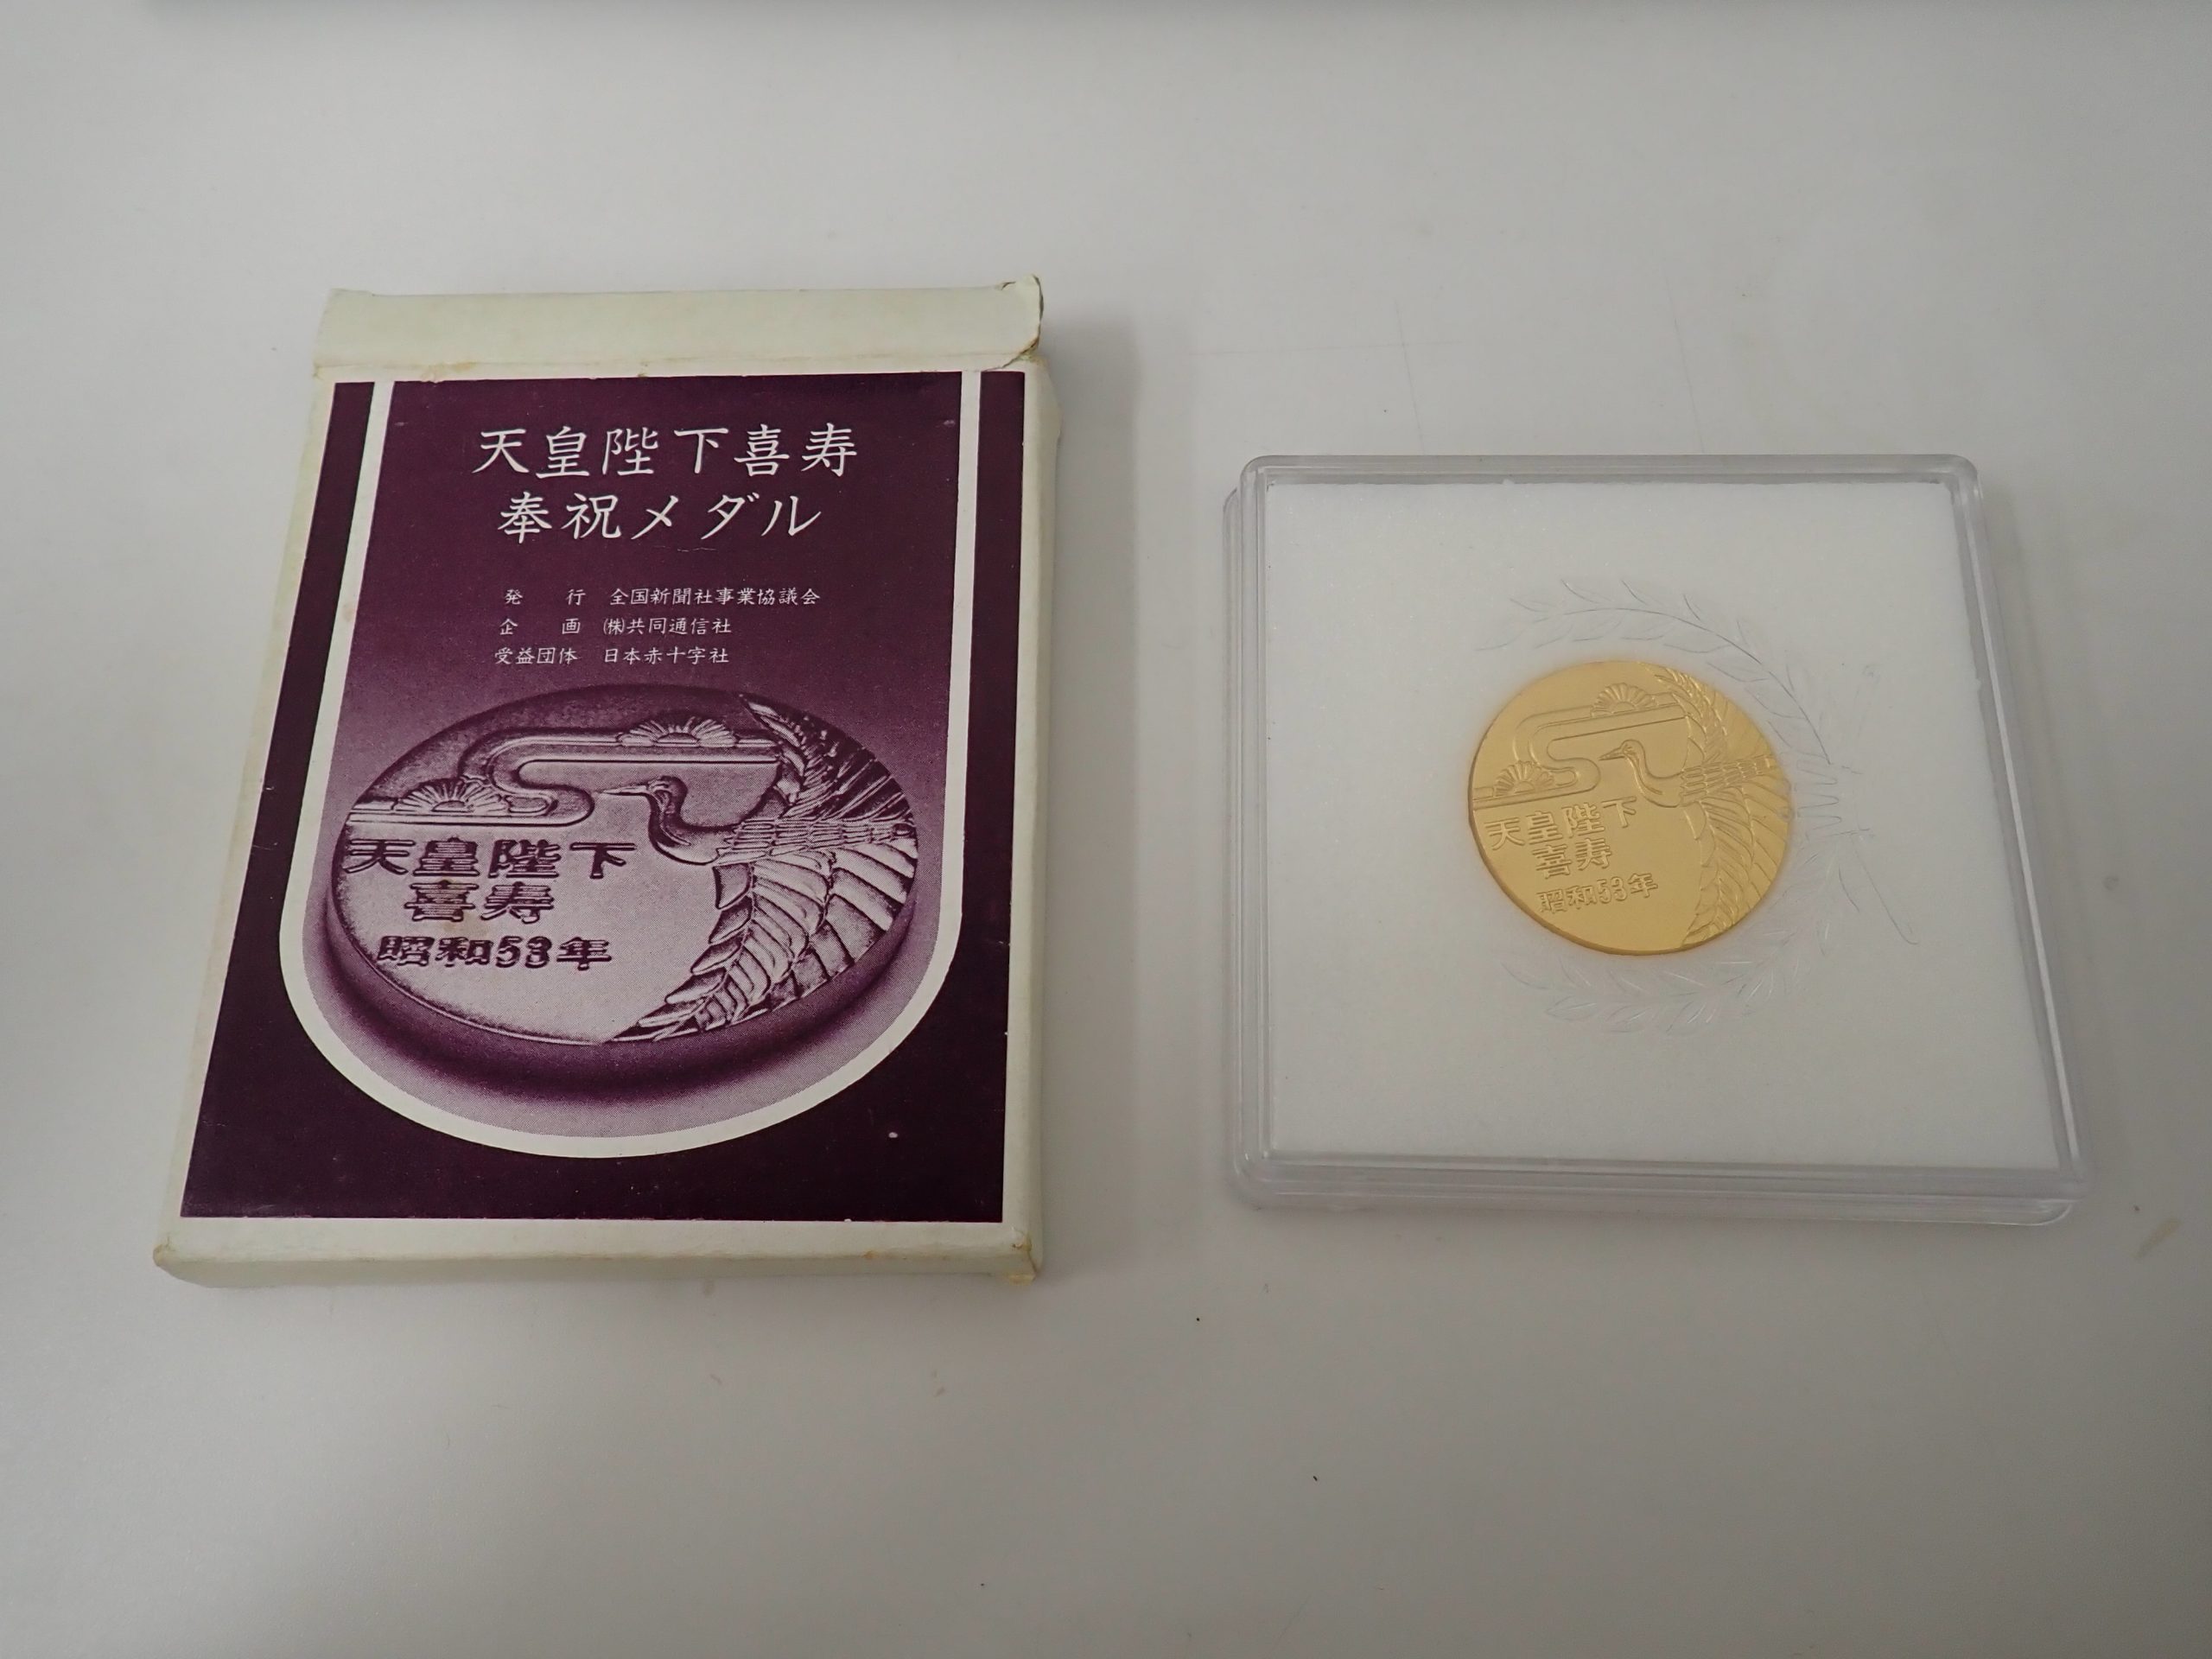 天皇陛下喜寿
奉祝メダル
発　行　全国新聞社事業協議会
企　画　㈱共同通信社
受益団体　日本赤十字社
天皇陛下
喜寿
昭和53年
天皇陛下
喜寿
昭和53年